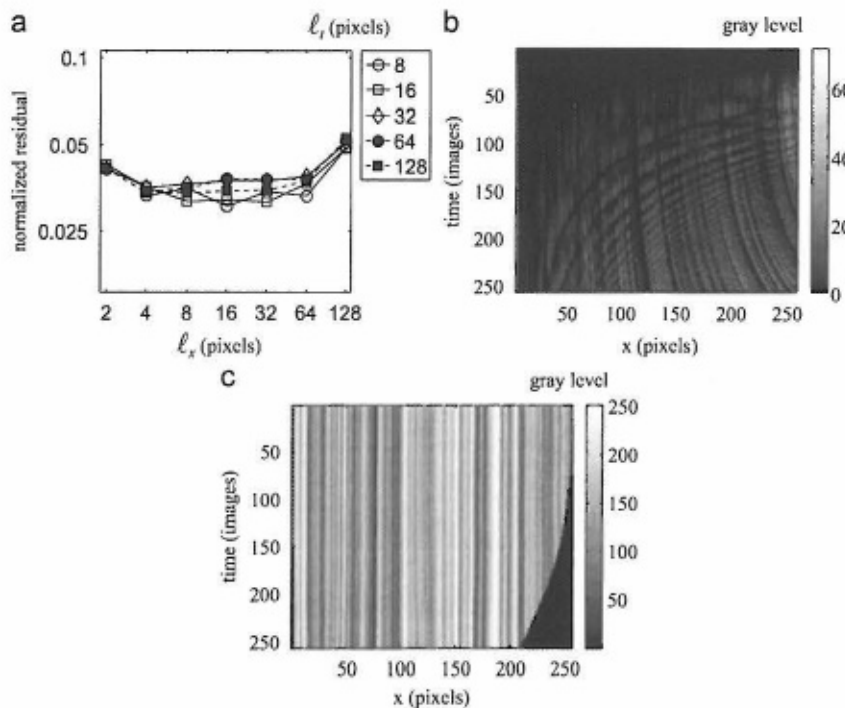 a
ℓt (pixels)
0.1
0.05
0.025
normalized residual
2 4 8 16 32 64 128
ℓx (pixels)
8
16
32
64
128
b
gray level
50
100
150
200
250
time (images)
50 100 150 200 250
x (pixels)
60
40
20
0
c
gray level
50
100
150
200
250
time (images)
50 100 150 200 250
x (pixels)
250
200
150
100
50